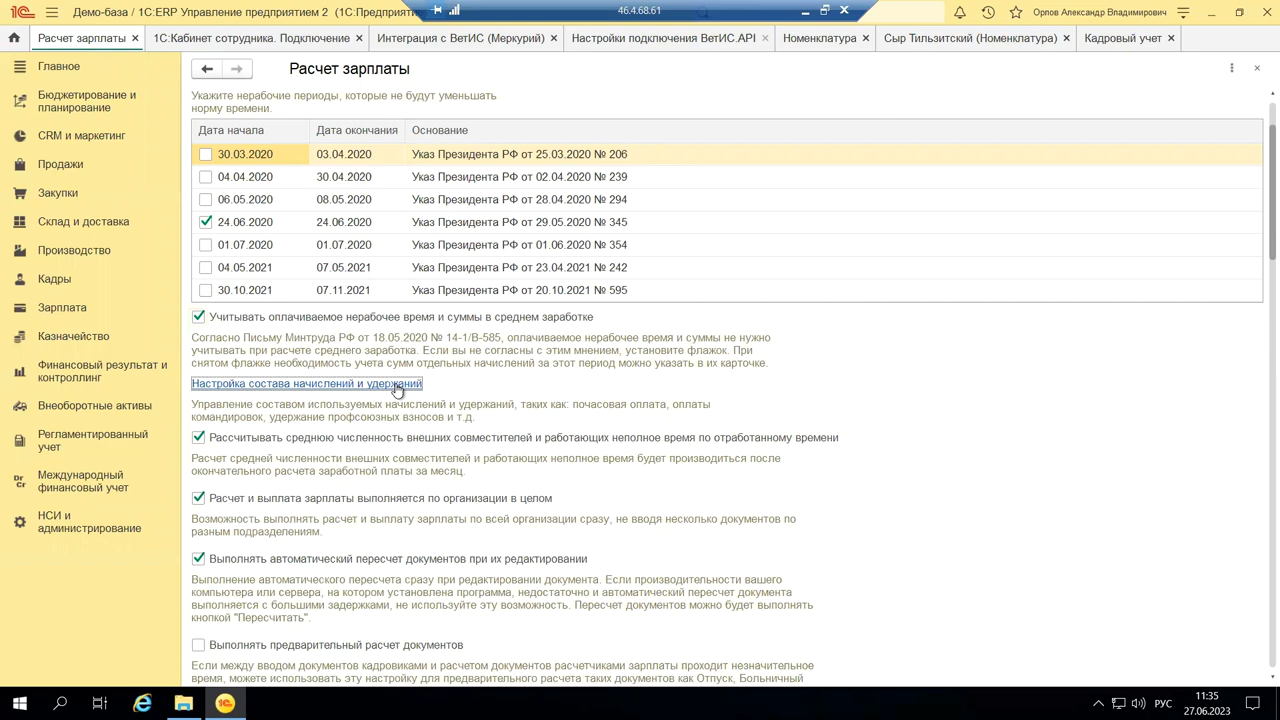 Демо-база / 1C:ERP Управление предприятием 2 (1С:Предприятие
46.4.68.61
Орлов Александр Владимирович
Расчет зарплаты
1С:Кабинет сотрудника. Подключение
Интеграция с ВетИС (Меркурий)
Настройки подключения ВетИС.API
Номенклатура
Сыр Тильзитский (Номенклатура)
Кадровый учет
Главное
Бюджетирование и
планирование
CRM и маркетинг
Продажи
Закупки
Склад и доставка
Производство
Кадры
Зарплата
Казначейство
Финансовый результат и
контроллинг
Внеоборотные активы
Регламентированный
учет
Международный
финансовый учет
НСИ и
администрирование
Расчет зарплаты
Укажите нерабочие периоды, которые не будут уменьшать
норму времени.
Дата начала Дата окончания Основание
30.03.2020 03.04.2020 Указ Президента РФ от 25.03.2020 № 206
04.04.2020 30.04.2020 Указ Президента РФ от 02.04.2020 № 239
06.05.2020 08.05.2020 Указ Президента РФ от 28.04.2020 № 294
24.06.2020 24.06.2020 Указ Президента РФ от 29.05.2020 № 345
01.07.2020 01.07.2020 Указ Президента РФ от 01.06.2020 № 354
04.05.2021 07.05.2021 Указ Президента РФ от 23.04.2021 № 242
30.10.2021 07.11.2021 Указ Президента РФ от 20.10.2021 № 595
Учитывать оплачиваемое нерабочее время и суммы в среднем заработке
Согласно Письму Минтруда РФ от 18.05.2020 № 14-1/В-585, оплачиваемое нерабочее время и суммы не нужно
учитывать при расчете среднего заработка. Если вы не согласны с этим мнением, установите флажок. При
снятом флажке необходимость учета сумм отдельных начислений за этот период можно указать в их карточке.
Настройка состава начислений и удержаний
Управление составом используемых начислений и удержаний, таких как: почасовая оплата, оплаты
командировок, удержание профсоюзных взносов и т.д.
Рассчитывать среднюю численность внешних совместителей и работающих неполное время по отработанному времени
Расчет средней численности внешних совместителей и работающих неполное время будет производиться после
окончательного расчета заработной платы за месяц.
Расчет и выплата зарплаты выполняется по организации в целом
Возможность выполнять расчет и выплату зарплаты по всей организации сразу, не вводя несколько документов по
разным подразделениям.
Выполнять автоматический пересчет документов при их редактировании
Выполнение автоматического пересчета сразу при редактировании документа. Если производительности вашего
компьютера или сервера, на котором установлена программа, недостаточно и автоматический пересчет документа
выполняется с большими задержками, не используйте эту возможность. Пересчет документов можно будет выполнять
кнопкой "Пересчитать".
Выполнять предварительный расчет документов
Если между вводом документов кадровиками и расчетом документов расчетчиками зарплаты проходит незначительное
время, можете использовать эту настройку для предварительного расчета таких документов как Отпуск, Больничный
РУС
11:35
27.06.2023